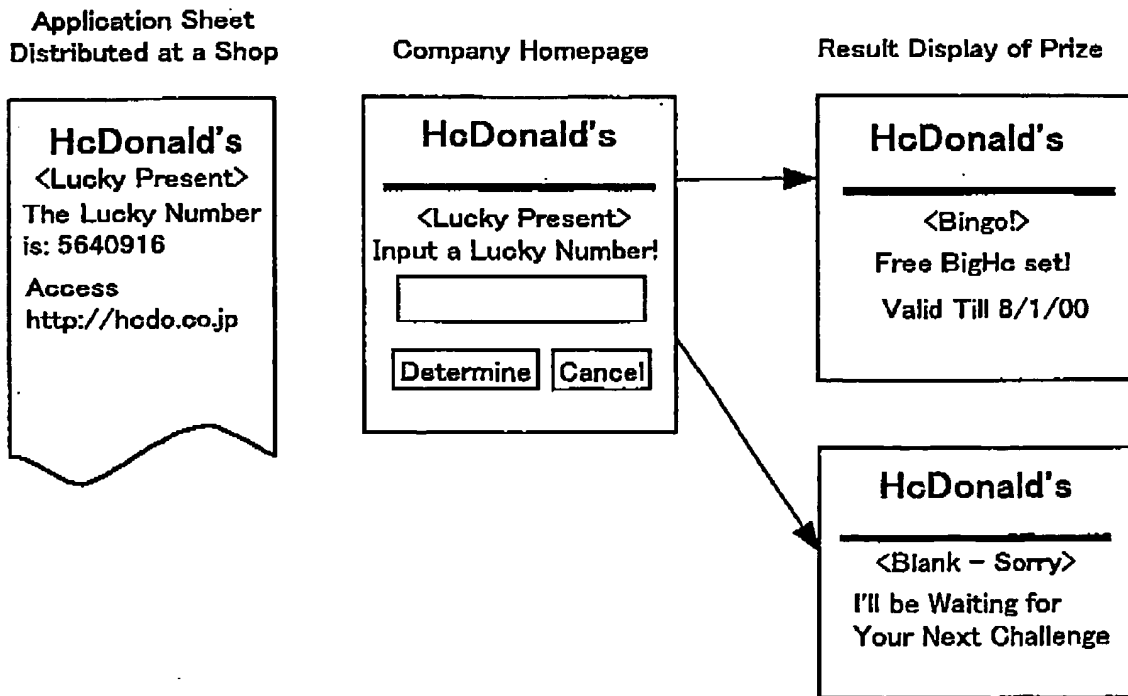 Application Sheet
Distributed at a Shop
HcDonald's
<Lucky Present>
The Lucky Number
is: 5640916
Access
http://hcdo.co.jp
Company Homepage
HcDonald's
<Lucky Present>
Input a Lucky Number!
Determine
Cancel
Result Display of Prize
HcDonald's
<Bingo!>
Free BigHc set!
Valid Till 8/1/00
HcDonald's
<Blank – Sorry>
I'll be Waiting for
Your Next Challenge